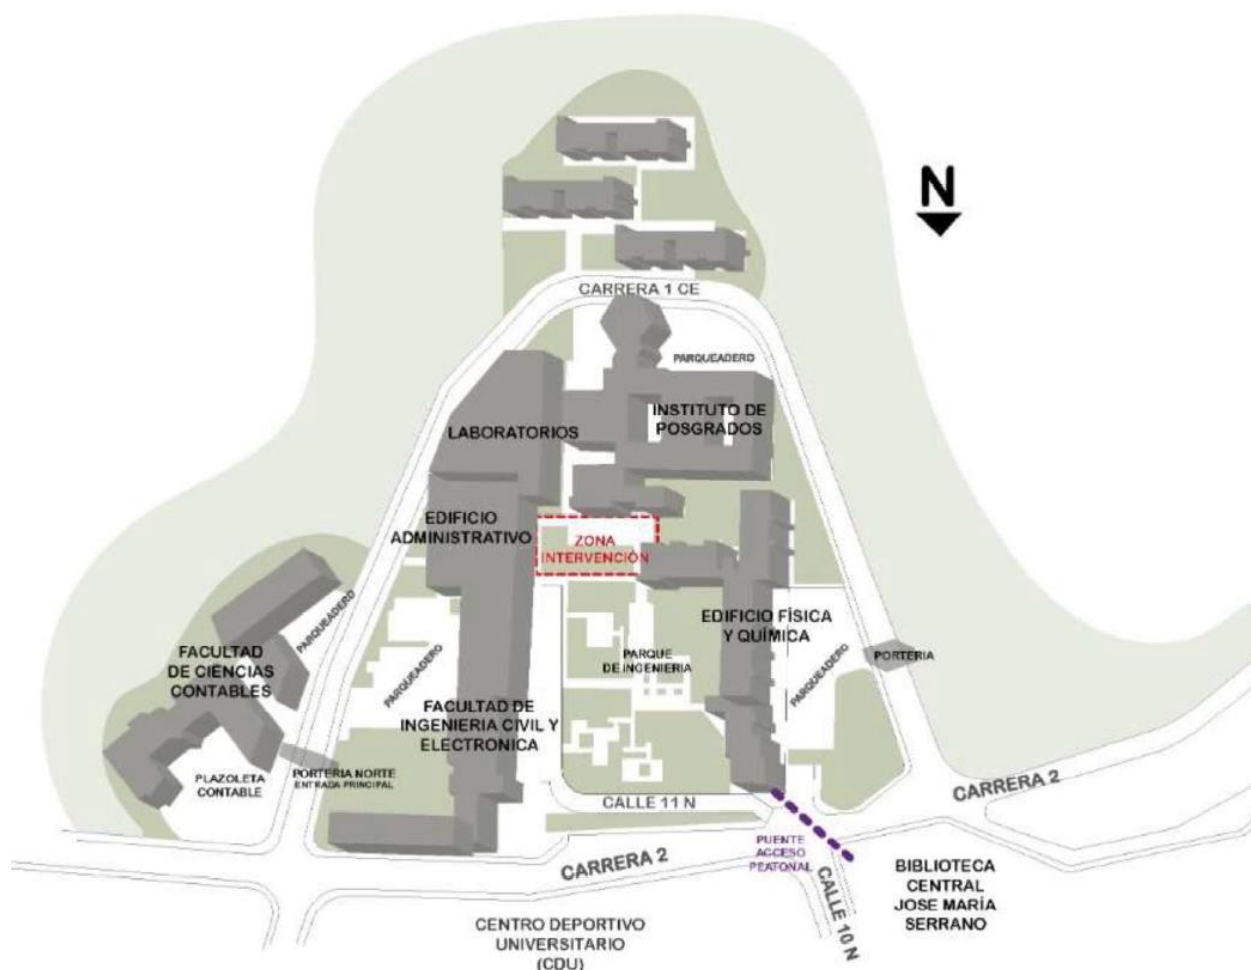 N
CARRERA 1 CE
PARQUEADERO
INSTITUTO DE
POSGRADOS
LABORATORIOS
EDIFICIO
ADMINISTRATIVO
ZONA
INTERVENCIÓN
EDIFICIO FÍSICA
Y QUÍMICA
PARQUEADERO
FACULTAD
DE CIENCIAS
CONTABLES
PARQUE
DE INGENIERIA
PORTERIA
PARQUEADERO
PARQUEADERO
FACULTAD DE
INGENIERIA CIVIL Y
ELECTRONICA
PLAZOLETA
CONTABLE
PORTERIA NORTE
ENTRADA PRINCIPAL
CALLE 11 N
CARRERA 2
CARRERA 2
PUENTE
ACCESO
PEATONAL
BIBLIOTECA
CENTRAL
JOSE MARÍA
SERRANO
CALLE 10 N
CENTRO DEPORTIVO
UNIVERSITARIO
(CDU)